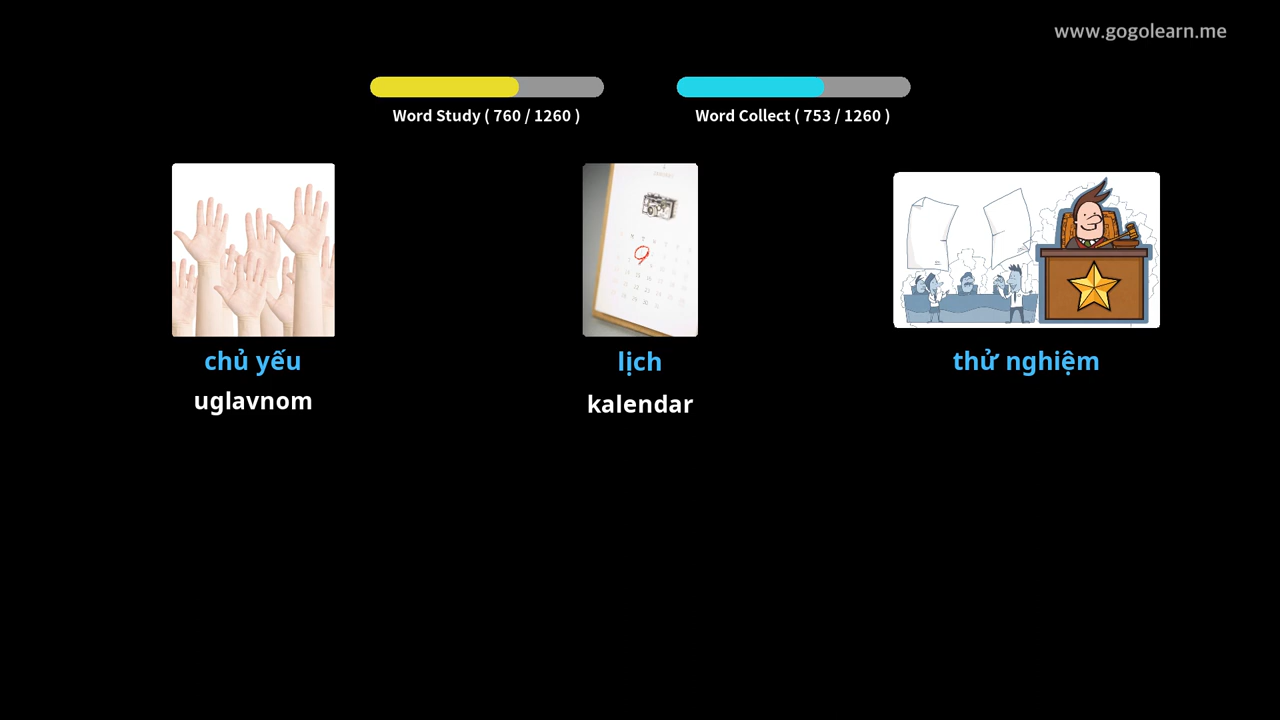 www.gogolearn.me
Word Study ( 760 / 1260 )
Word Collect ( 753 / 1260 )
chủ yếu
lịch
thử nghiệm
uglavnom
kalendar